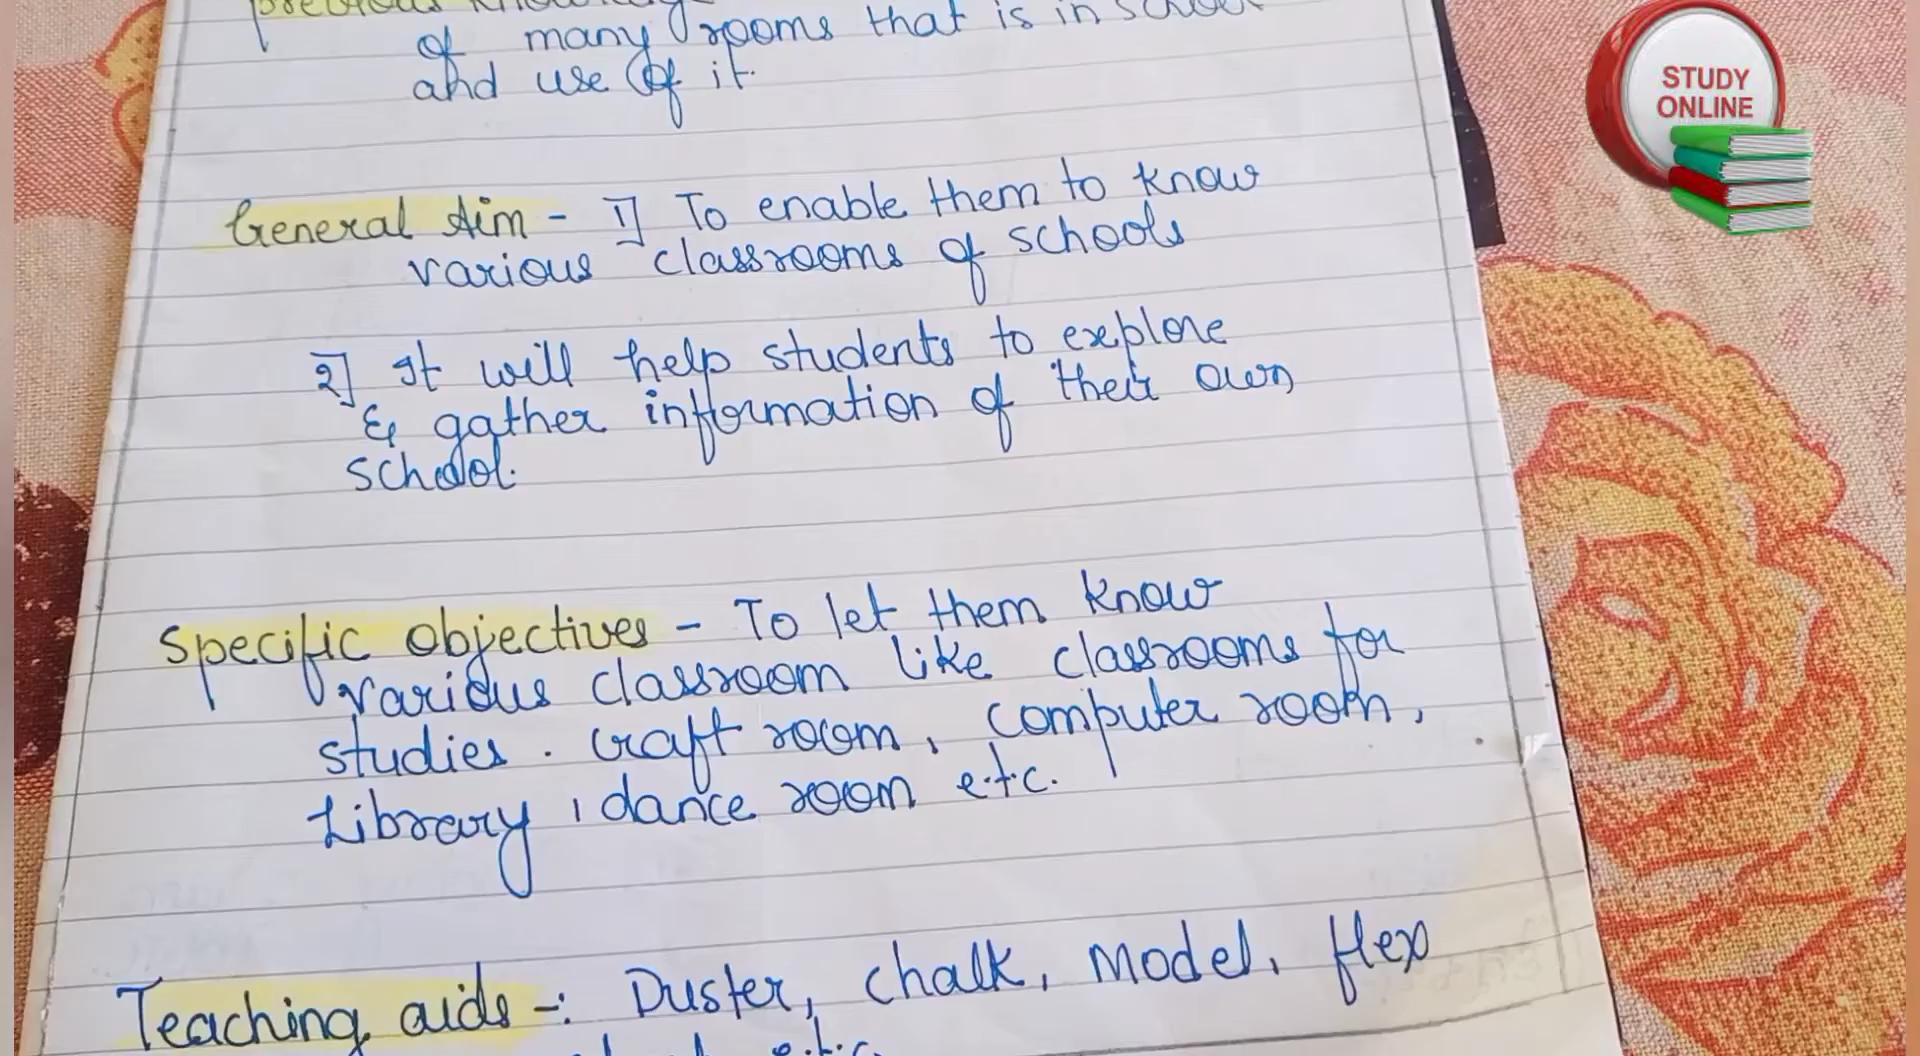 previous
of many rooms that is in school
and use of it.
STUDY
ONLINE
General Aim - 1] To enable them to know
various classrooms of schools
2] It will help students to explore
& gather information of their own
school.
Specific objectives - To let them know
various classroom like classrooms for
studies. craft room, computer room,
Library, dance room e.t.c.
Teaching aids -: Duster, chalk, Model, flex
e.t.c.